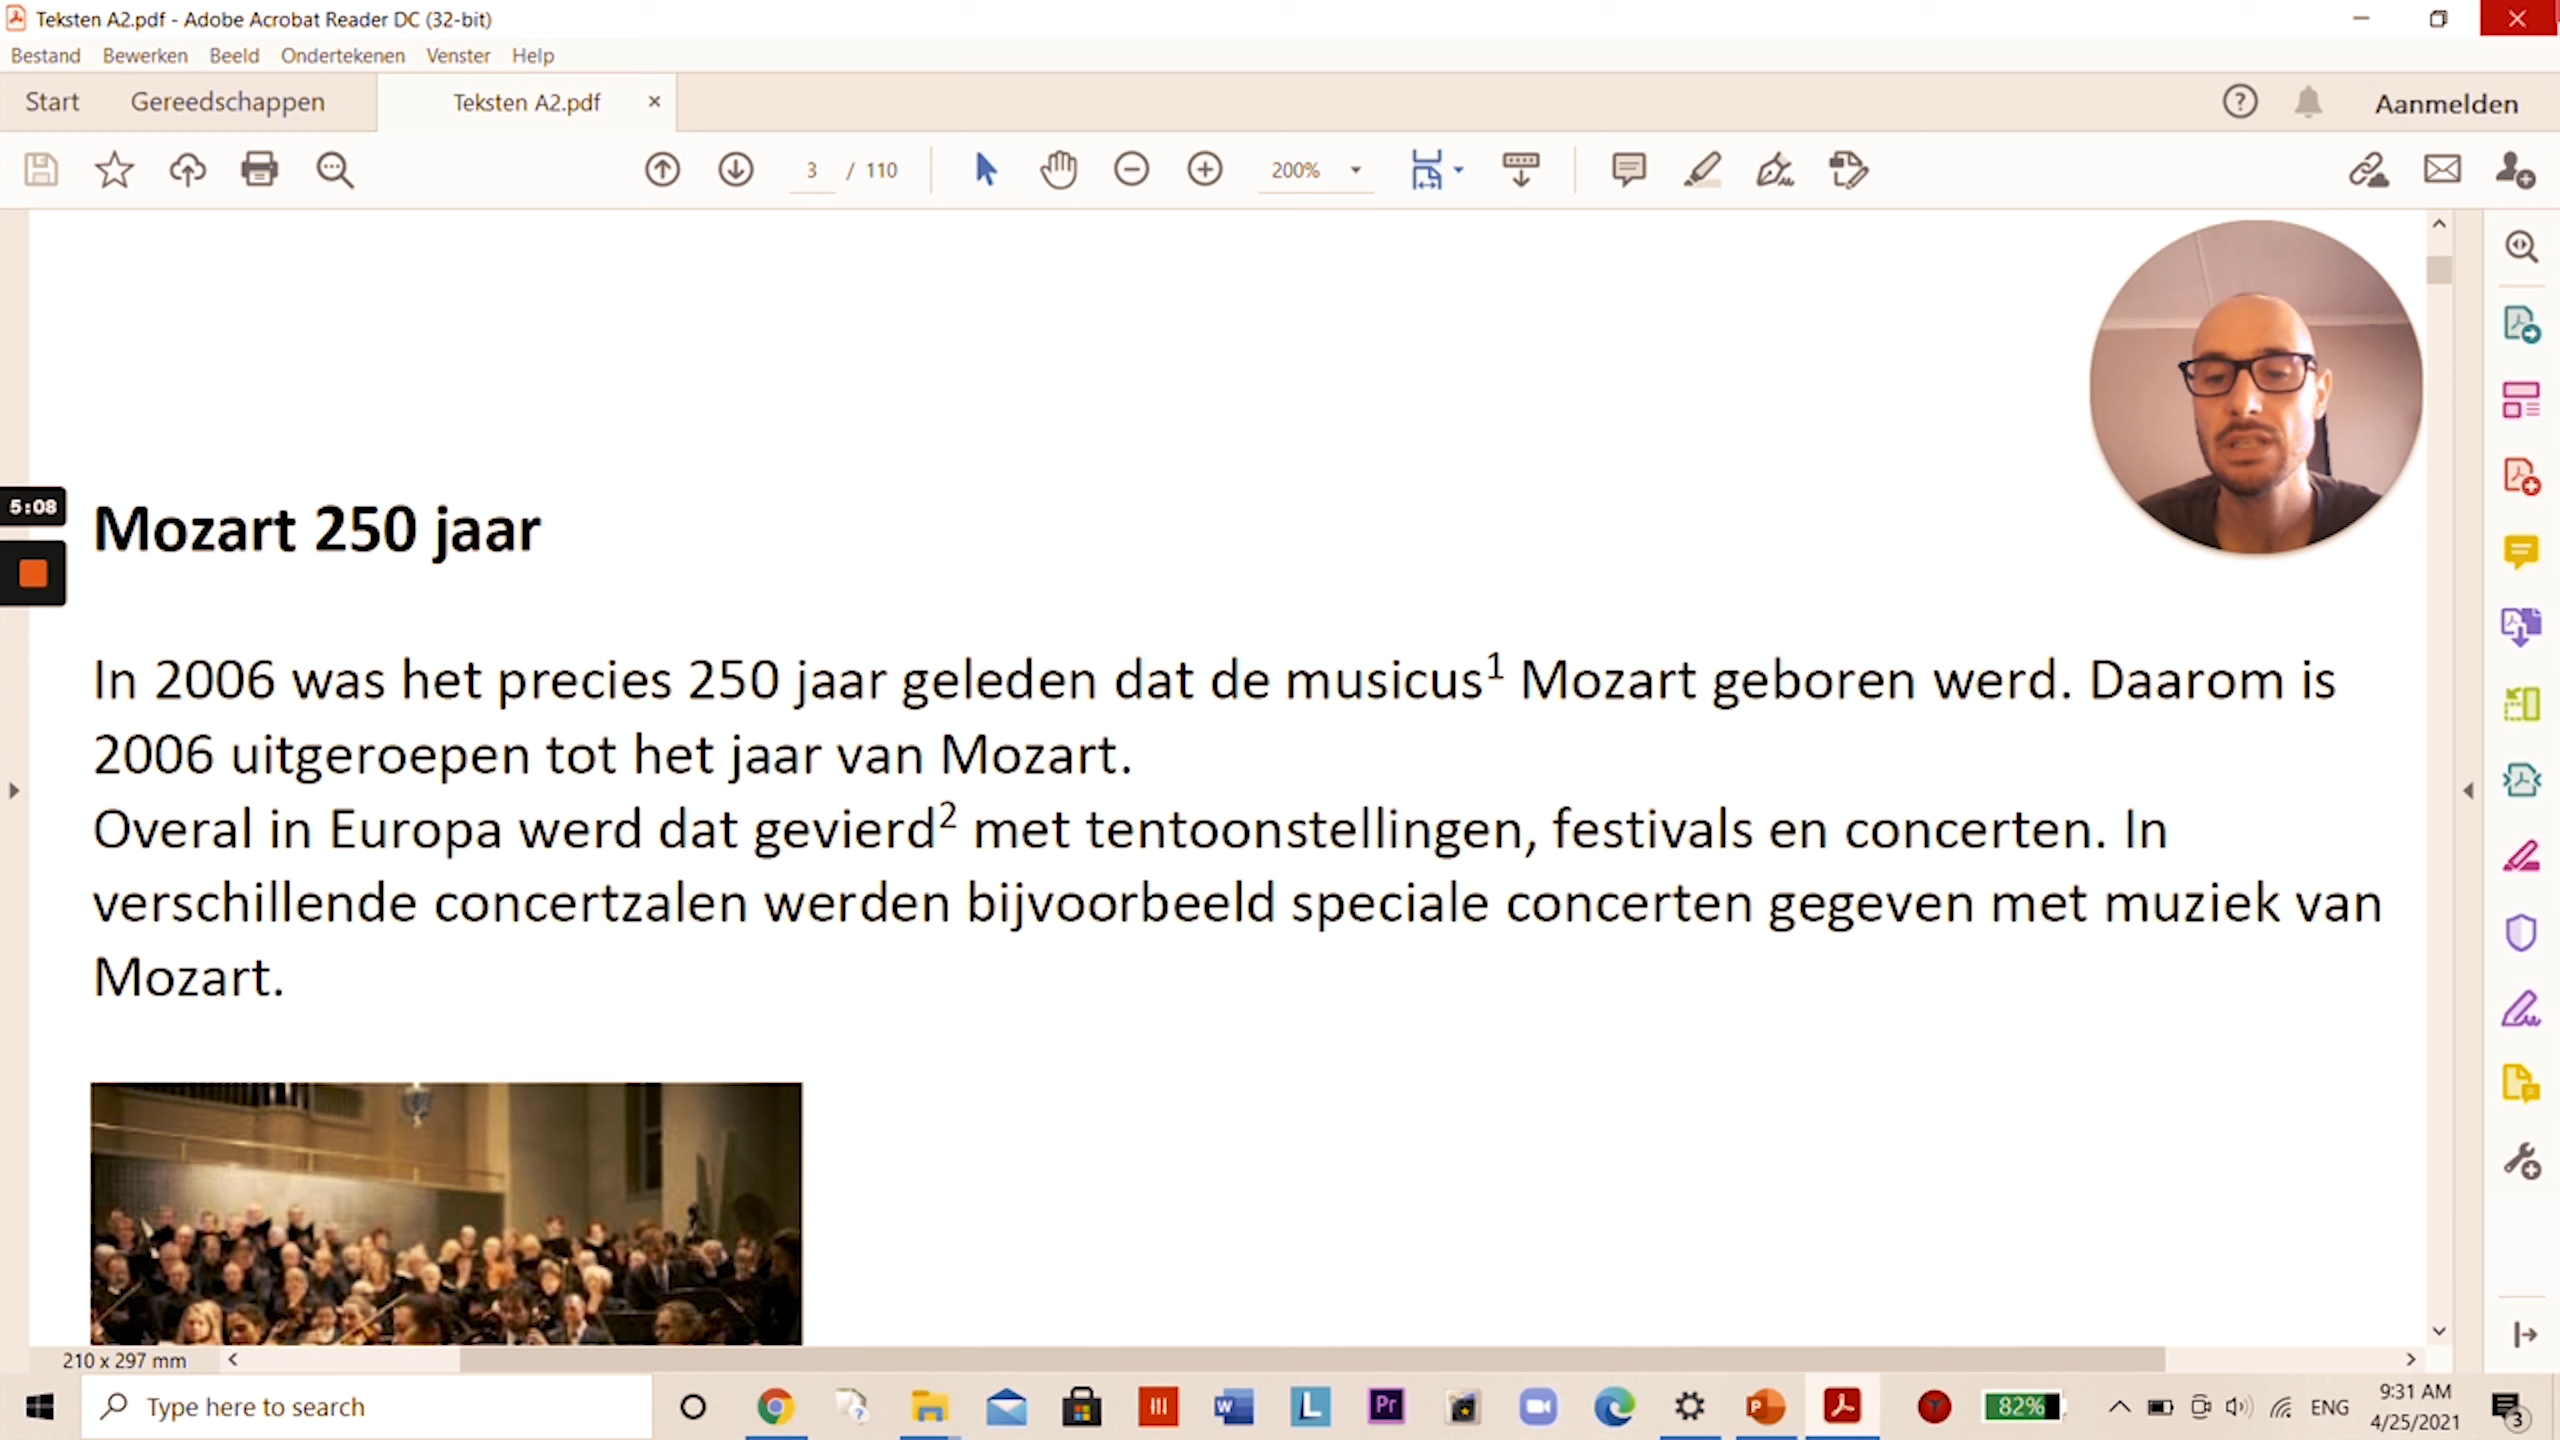 Teksten A2.pdf - Adobe Acrobat Reader DC (32-bit)
Bestand Bewerken Beeld Ondertekenen Venster Help
Start Gereedschappen Teksten A2.pdf × Aanmelden
3 / 110 200%
5:08
Mozart 250 jaar
In 2006 was het precies 250 jaar geleden dat de musicus¹ Mozart geboren werd. Daarom is
2006 uitgeroepen tot het jaar van Mozart.
Overal in Europa werd dat gevierd² met tentoonstellingen, festivals en concerten. In
verschillende concertzalen werden bijvoorbeeld speciale concerten gegeven met muziek van
Mozart.
210 x 297 mm
Type here to search
W L Pr P 82% ENG
9:31 AM
4/25/2021
3